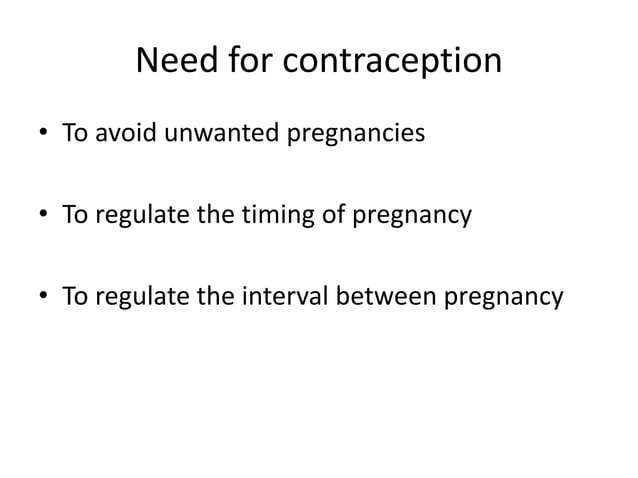 Need for contraception
• To avoid unwanted pregnancies
• To regulate the timing of pregnancy
• To regulate the interval between pregnancy